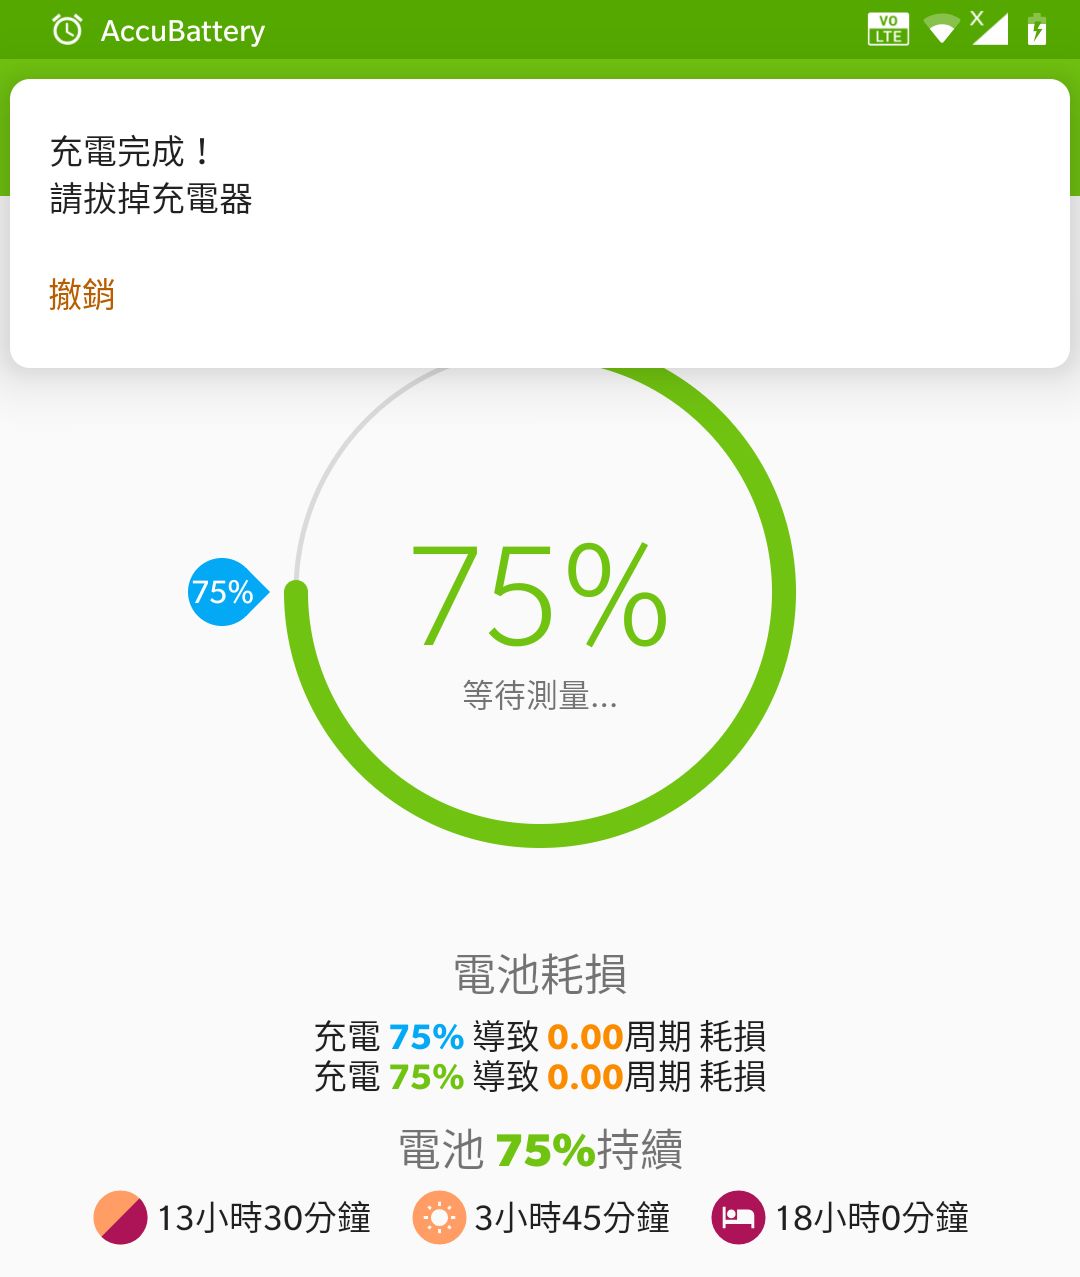 AccuBattery
VO
LTE
X
充電完成！
請拔掉充電器
撤銷
75%
75%
等待測量...
電池耗損
充電 75% 導致 0.00周期 耗損
充電 75% 導致 0.00周期 耗損
電池 75%持續
13小時30分鐘 3小時45分鐘 18小時0分鐘